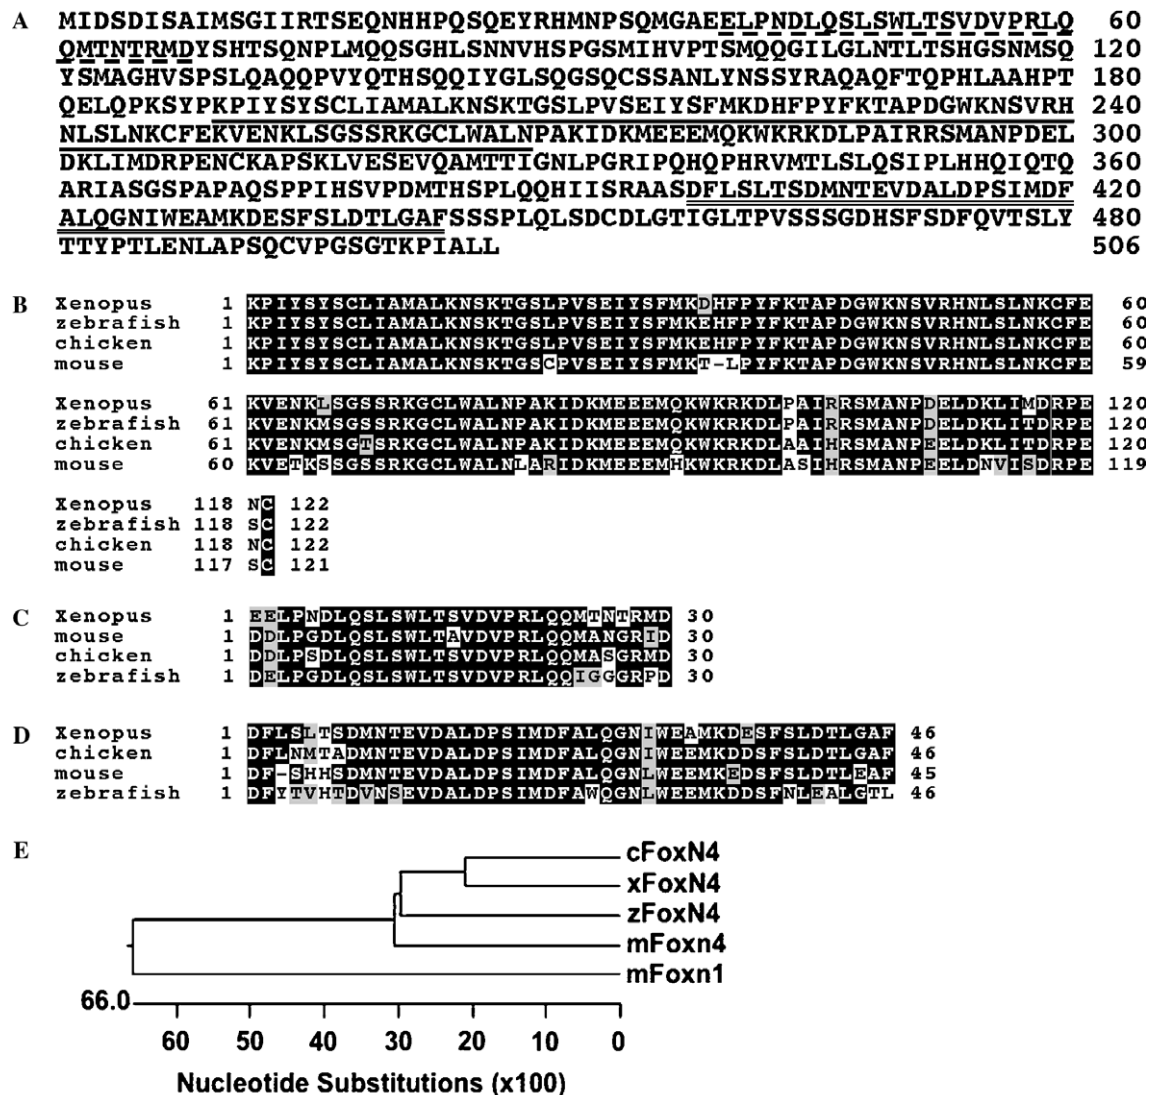 A MIDSDISAIMSGIIRTSEQNHHPQSQEYRHMNPSQMGAEELPNDLQSLSWLTSVDVPRLQ 60
QMTNTRMDYSHTSQNPLMQQSGHLSNNVHSPGSMIHVPTSMQQGILGLNTLTSHGSNMSQ 120
YSMAGHVSPSLQAQQPVYQTHSQQIYGLSQGSQCSSANLYNSSYRAQAQFTQPHLAAHPT 180
QELQPKSYPKPIYSYSCLIAMALKNSKTGSLPVSEIYSFMKDHFPYFKTAPDGWKNSVRH 240
NLSLNKCFEKVENKLSGSSRKGCLWALNPAKIDKMEEEMQKWKRKDLPAIRRSMANPDEL 300
DKLIMDRPENCKAPSKLVESEVQAMTTIGNLPGRIPQHQPHRVMTLSLQSIPLHHQIQTQ 360
ARIASGSPAPAQSPPIHSVPDMTHSPLQQHIISRAASDFLSLTSDMNTEVDALDPSIMDF 420
ALQGNIWEAMKDESFSLDTLGAFSSSPLQLSDCDLGTIGLTPVSSSGDHSFSDFQVTSLY 480
TTYPTLENLAPSQCVPGSGTKPIALL 506
B Xenopus 1 KPIYSYSCLIAMALKNSKTGSLPVSEIYSFMKDHFPYFKTAPDGWKNSVRHNLSLNKCFE 60
zebrafish 1 KPIYSYSCLIAMALKNSKTGSLPVSEIYSFMKEHFPYFKTAPDGWKNSVRHNLSLNKCFE 60
chicken 1 KPIYSYSCLIAMALKNSKTGSLPVSEIYSFMKEHFPYFKTAPDGWKNSVRHNLSLNKCFE 60
mouse 1 KPIYSYSCLIAMALKNSKTGSCPVSEIYSFMKT-LPYFKTAPDGWKNSVRHNLSLNKCFE 59
Xenopus 61 KVENKLSGSSRKGCLWALNPAKIDKMEEEMQKWKRKDLPAIRRSMANPDELDKLIMDRPE 120
zebrafish 61 KVENKMSGSSRKGCLWALNPAKIDKMEEEMQKWKRKDLPAIRRSMANPDELDKLITDRPE 120
chicken 61 KVENKMSGTSRKGCLWALNPAKIDKMEEEMQKWKRKDLAAIHRSMANPEELDKLITDRPE 120
mouse 60 KVETKSSGSSRKGCLWALNLARIDKMEEEMHKWKRKDLASIHRSMANPEELDNVISDRPE 119
Xenopus 118 NC 122
zebrafish 118 SC 122
chicken 118 NC 122
mouse 117 SC 121
C Xenopus 1 EELPNDLQSLSWLTSVDVPRLQQMTNTRMD 30
mouse 1 DDLPGDLQSLSWLTAVDVPRLQQMANGRID 30
chicken 1 DDLPSDLQSLSWLTSVDVPRLQQMASGRMD 30
zebrafish 1 DELPGDLQSLSWLTSVDVPRLQQIGGGRPD 30
D Xenopus 1 DFLSLTSDMNTEVDALDPSIMDFALQGNIWEAMKDESFSLDTLGAF 46
chicken 1 DFLNMTADMNTEVDALDPSIMDFALQGNIWEEMKDDSFSLDTLGAF 46
mouse 1 DF-SHHSDMNTEVDALDPSIMDFALQGNLWEEMKEDSFSLDTLEAF 45
zebrafish 1 DFYTVHTDVNSEVDALDPSIMDFAWQGNLWEEMKDDSFNLEALGTL 46
E cFoxN4
xFoxN4
zFoxN4
mFoxn4
mFoxn1
66.0
60 50 40 30 20 10 0
Nucleotide Substitutions (x100)